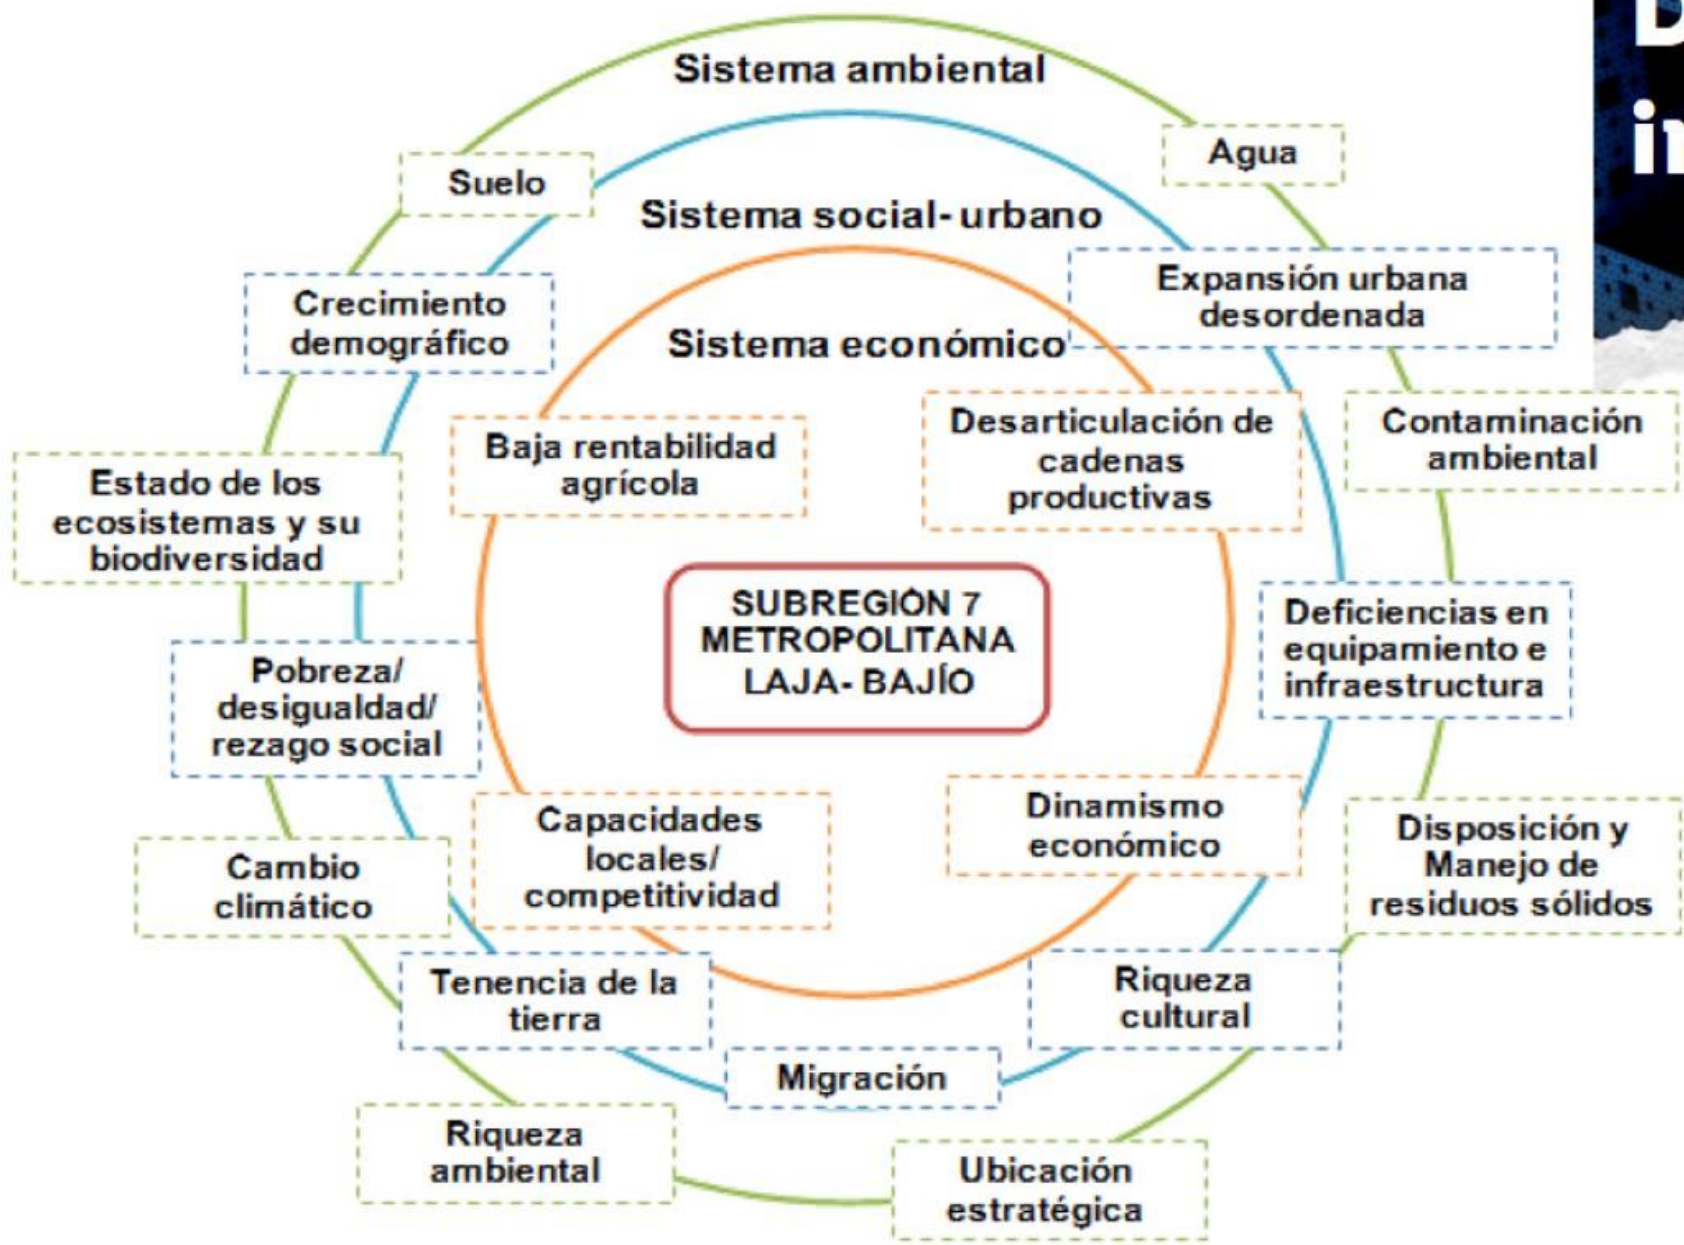 Sistema ambiental
Agua
Suelo
Sistema social- urbano
Expansión urbana
desordenada
Crecimiento
demográfico
Sistema económico
Desarticulación de
cadenas
productivas
Contaminación
ambiental
Baja rentabilidad
agrícola
Estado de los
ecosistemas y su
biodiversidad
SUBREGIÓN 7
METROPOLITANA
LAJA- BAJÍO
Deficiencias en
equipamiento e
infraestructura
Pobreza/
desigualdad/
rezago social
Capacidades
locales/
competitividad
Dinamismo
económico
Disposición y
Manejo de
residuos sólidos
Cambio
climático
Tenencia de la
tierra
Riqueza
cultural
Migración
Riqueza
ambiental
Ubicación
estratégica